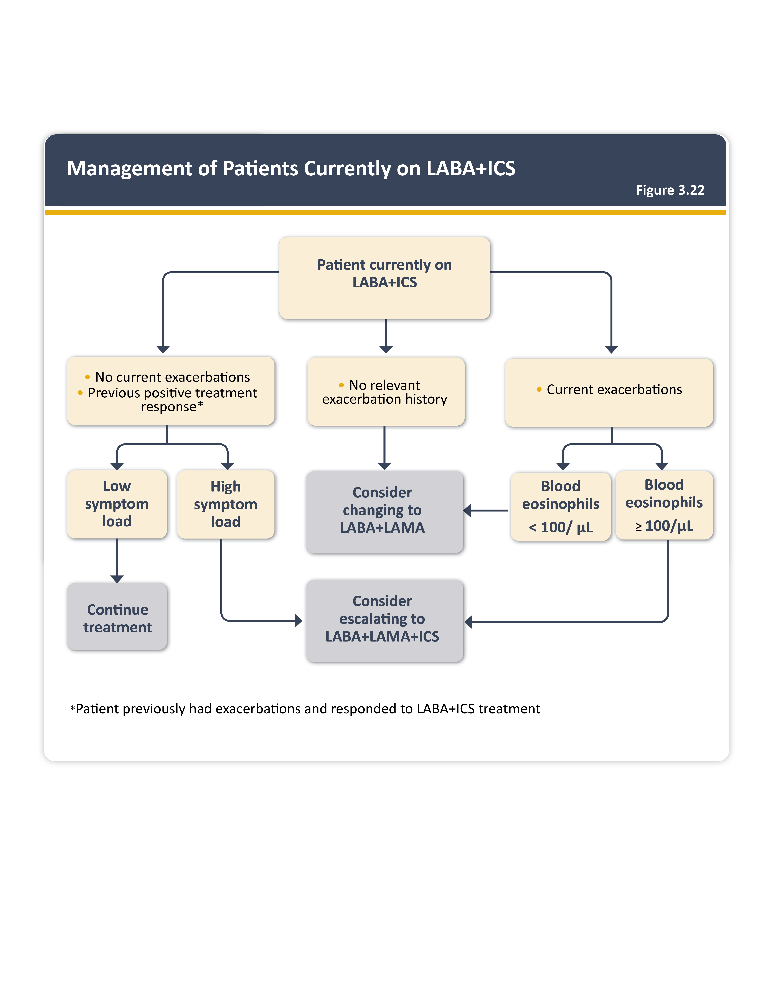 Management of Patients Currently on LABA+ICS
Figure 3.22
Patient currently on
LABA+ICS
• No current exacerbations
• Previous positive treatment
response*
• No relevant
exacerbation history
• Current exacerbations
Low
symptom
load
High
symptom
load
Consider
changing to
LABA+LAMA
Blood
eosinophils
< 100/ μL
Blood
eosinophils
≥ 100/μL
Continue
treatment
Consider
escalating to
LABA+LAMA+ICS
*Patient previously had exacerbations and responded to LABA+ICS treatment